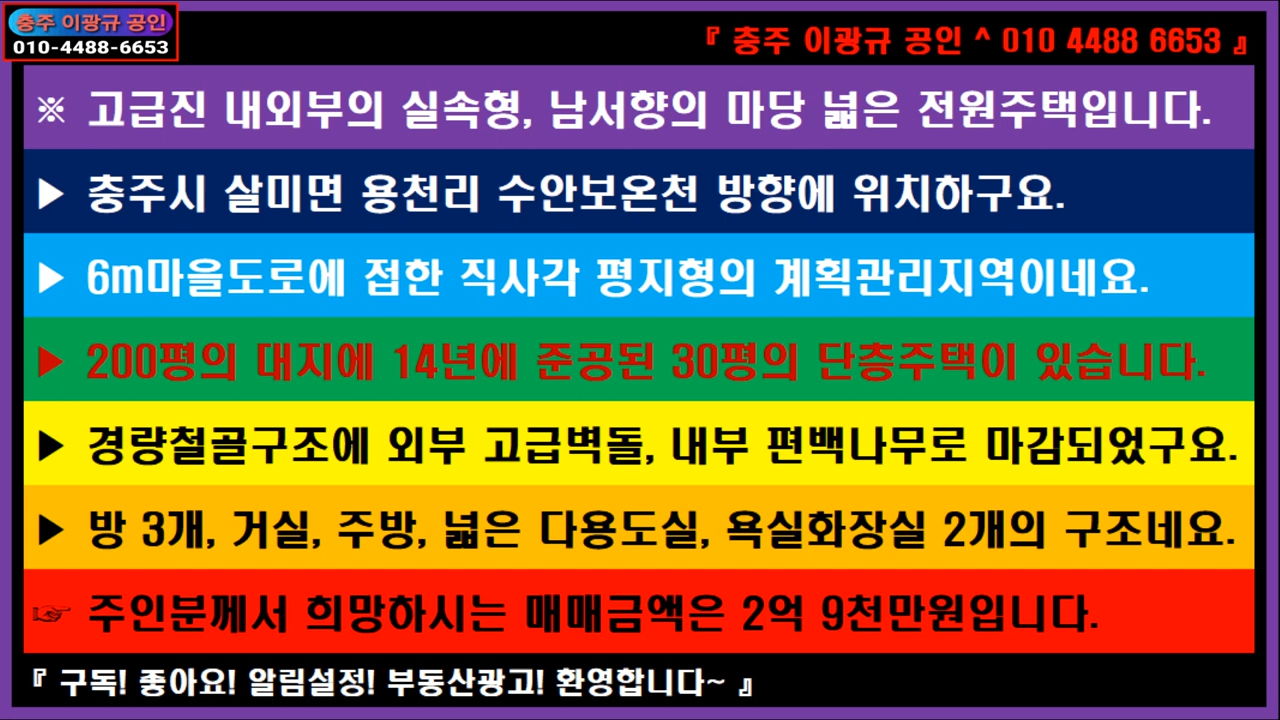 충주 이광규 공인
010-4488-6653
『 충주 이광규 공인 ^ 010 4488 6653 』
※ 고급진 내외부의 실속형, 남서향의 마당 넓은 전원주택입니다.
▶ 충주시 살미면 용천리 수안보온천 방향에 위치하구요.
▶ 6m마을도로에 접한 직사각 평지형의 계획관리지역이네요.
▶ 200평의 대지에 14년에 준공된 30평의 단층주택이 있습니다.
▶ 경량철골구조에 외부 고급벽돌, 내부 편백나무로 마감되었구요.
▶ 방 3개, 거실, 주방, 넓은 다용도실, 욕실화장실 2개의 구조네요.
☞ 주인분께서 희망하시는 매매금액은 2억 9천만원입니다.
『 구독! 좋아요! 알림설정! 부동산광고! 환영합니다~ 』